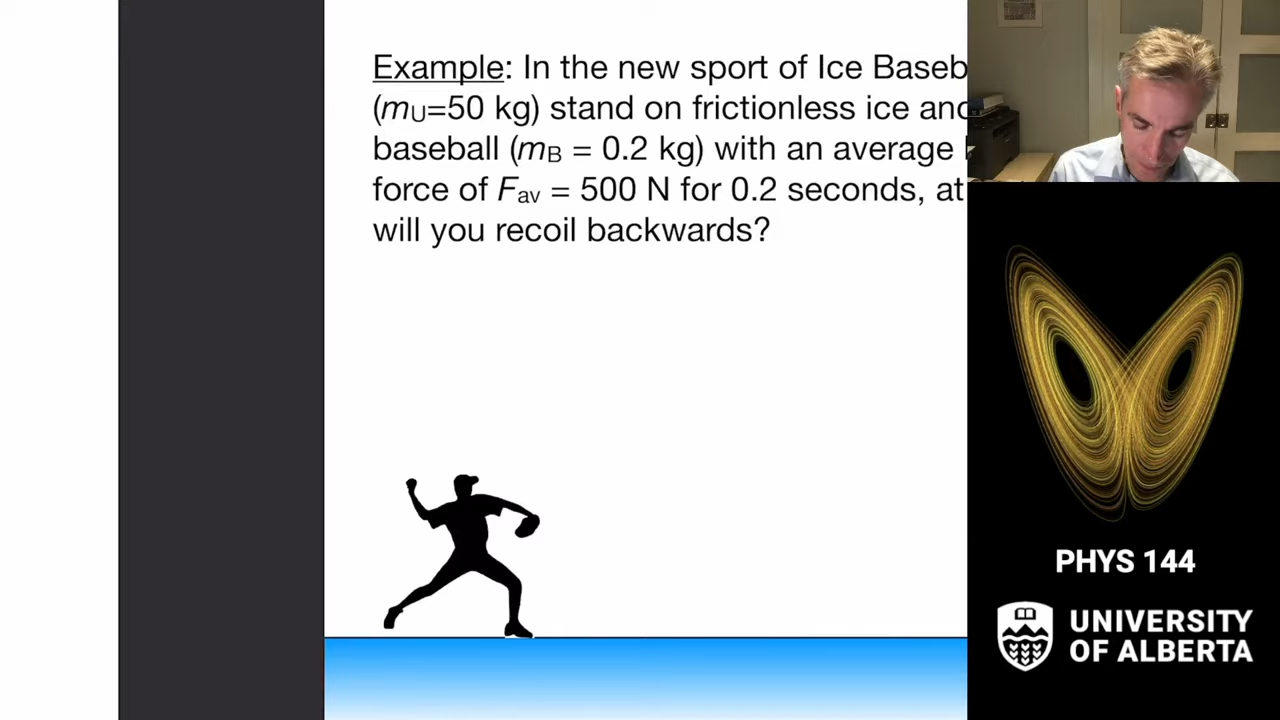 Example: In the new sport of Ice Baseb
(mU=50 kg) stand on frictionless ice and
baseball (mB = 0.2 kg) with an average
force of Fav = 500 N for 0.2 seconds, at
will you recoil backwards?
PHYS 144
UNIVERSITY
OF ALBERTA